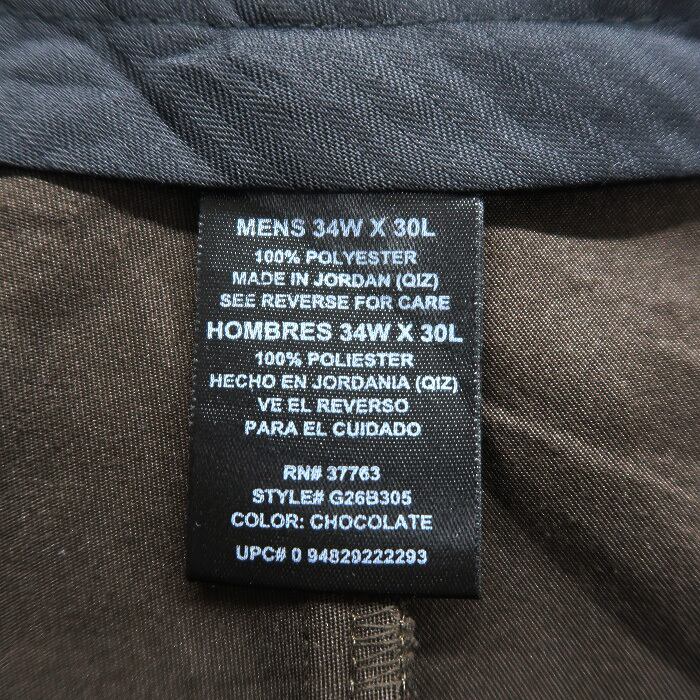 MENS 34W X 30L
100% POLYESTER
MADE IN JORDAN (QIZ)
SEE REVERSE FOR CARE
HOMBRES 34W X 30L
100% POLIESTER
HECHO EN JORDANIA (QIZ)
VE EL REVERSO
PARA EL CUIDADO
RN# 37763
STYLE# G26B305
COLOR: CHOCOLATE
UPC# 0 94829222293